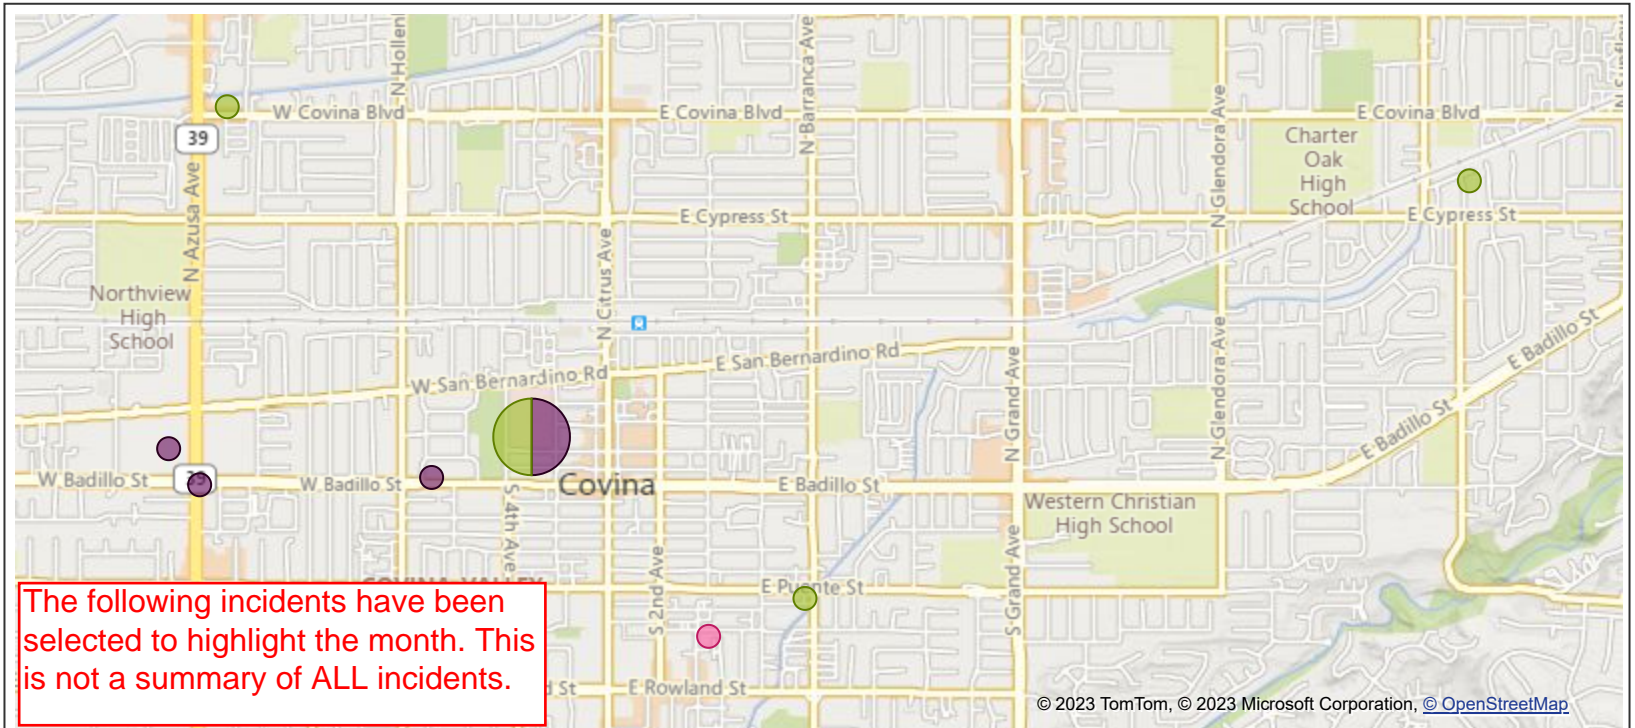 N Hollen
N Barranca Ave
W Covina Blvd
E Covina Blvd
E Covina Blvd
39
N Azusa Ave
N Glendora Ave
Charter
Oak
High
School
E Cypress St
E Cypress St
Northview
High
School
N Citrus Ave
E San Bernardino Rd
W San Bernardino Rd
N Grand Ave
N Glendora Ave
E Badillo St
E Badillo St
W Badillo St
39
W Badillo St
Covina
E Badillo St
S 4th Ave
Western Christian
High School
S 2nd Ave
S Grand Ave
COVINA VALLEY
E Puente St
The following incidents have been
selected to highlight the month. This
is not a summary of ALL incidents.
d St
E Rowland St
© 2023 TomTom, © 2023 Microsoft Corporation, © OpenStreetMap